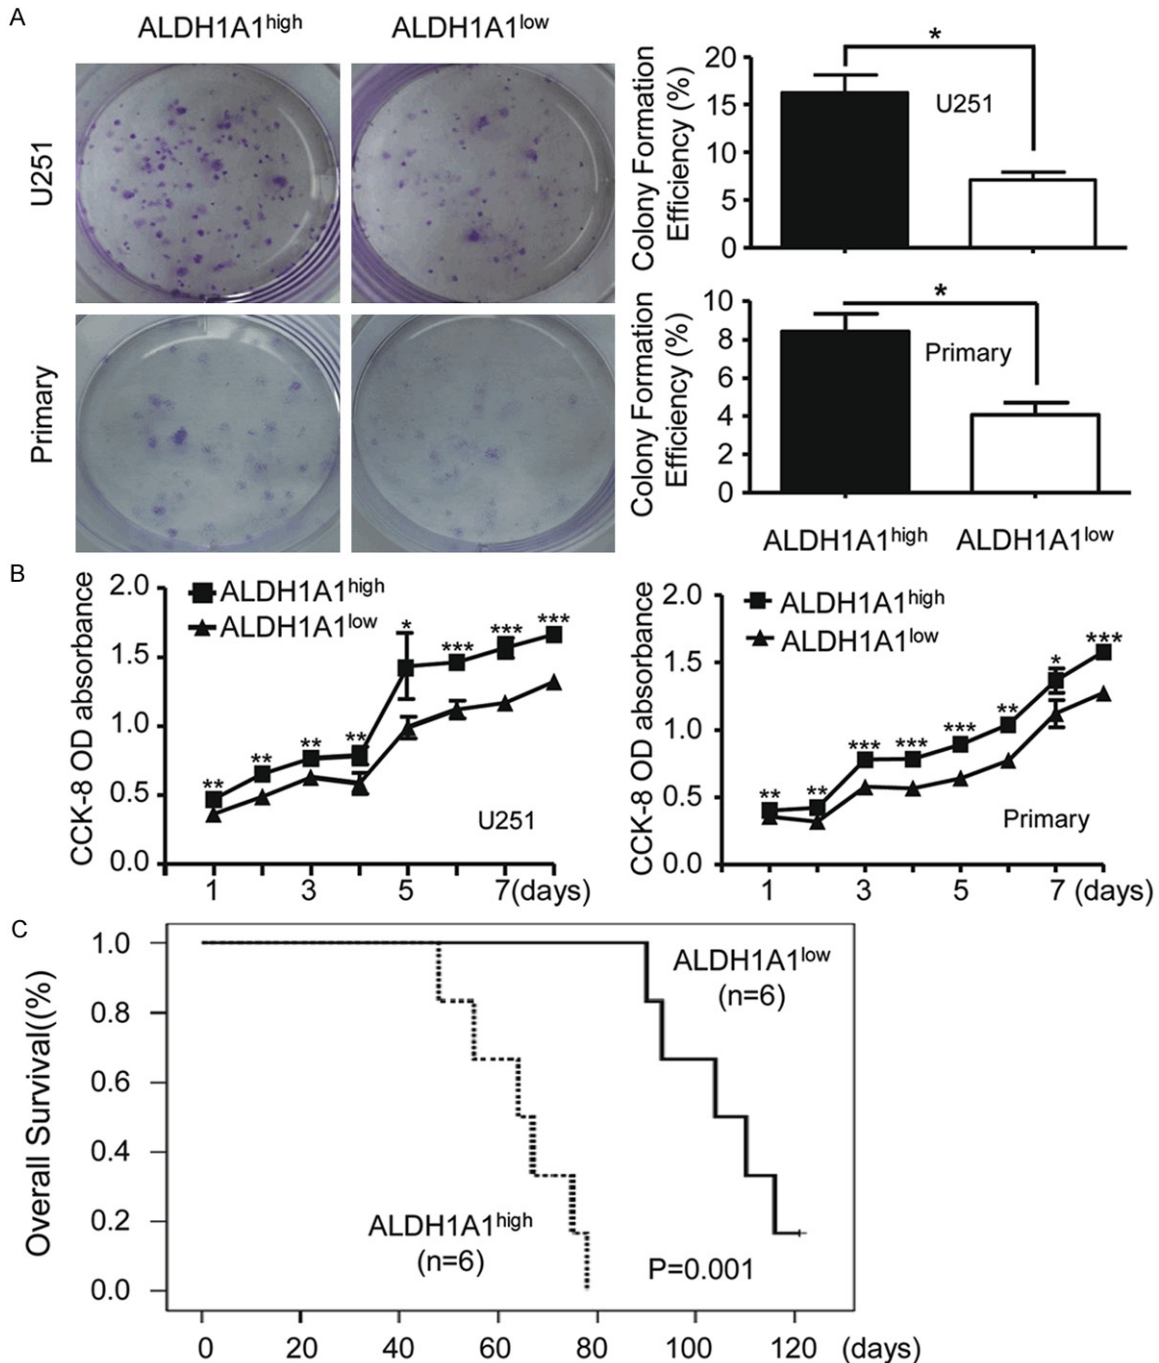 A
ALDH1A1high
ALDH1A1low
U251
Primary
Colony Formation
Efficiency (%)
20
15
10
5
0
*
U251
Colony Formation
Efficiency (%)
10
8
6
4
2
0
*
Primary
ALDH1A1high
ALDH1A1low
B
CCK-8 OD absorbance
2.0
1.5
1.0
0.5
0.0
ALDH1A1high
ALDH1A1low
**
**
**
**
*
***
***
***
U251
1 3 5 7(days)
CCK-8 OD absorbance
2.0
1.5
1.0
0.5
0.0
ALDH1A1high
ALDH1A1low
**
**
***
***
***
**
*
***
Primary
1 3 5 7 (days)
C
Overall Survival((%)
1.0
0.8
0.6
0.4
0.2
0.0
ALDH1A1low
(n=6)
ALDH1A1high
(n=6)
P=0.001
0 20 40 60 80 100 120 (days)